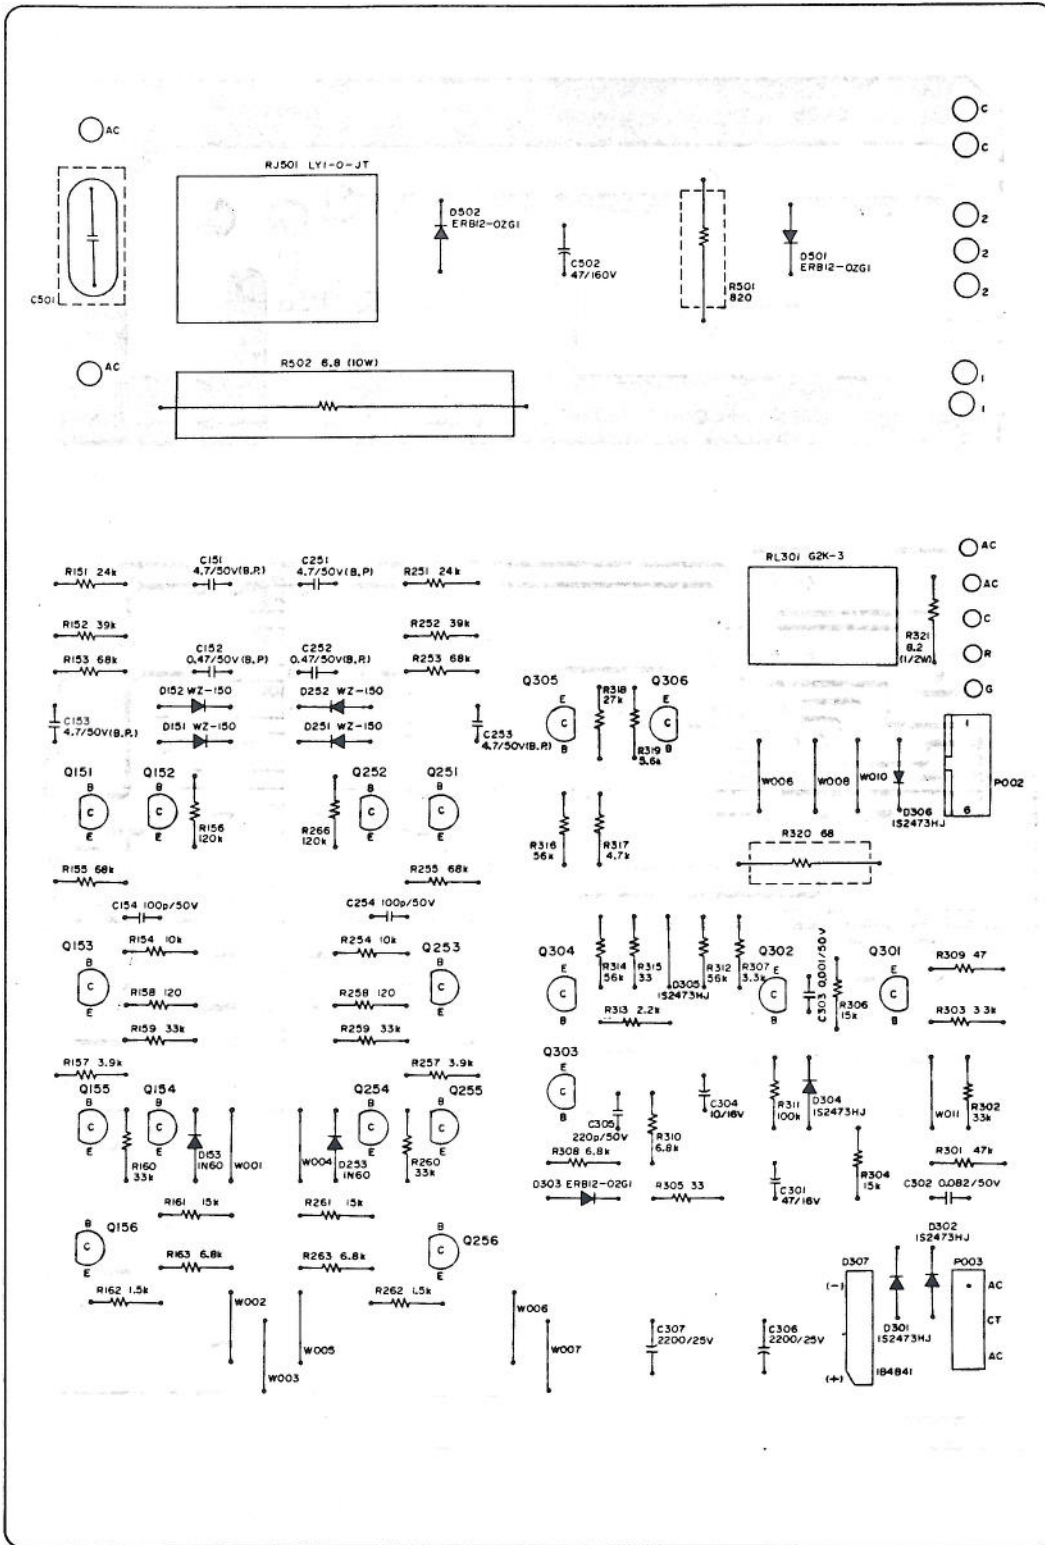 AC
C
C
RJ501 LY1-0-JT
D502
ERB12-0ZG1
C502
47/160V
R501
820
D501
ERB12-0ZG1
2
2
2
C501
AC
R502 6.8 (10W)
1
1
AC
RL301 G2K-3
AC
C
R
G
R321
8.2
(1/2W)
R151 24k
C151
4.7/50V(B.P.)
C251
4.7/50V(B.P)
R251 24k
R152 39k
R252 39k
R153 68k
C152
0.47/50V(B.P)
C252
0.47/50V(B.P)
R253 68k
D152 WZ-150
D252 WZ-150
C153
4.7/50V(B.P.)
D151 WZ-150
D251 WZ-150
C253
4.7/50V(B.P.)
Q305
E
C
B
R318
27k
R319
5.6k
Q306
E
C
B
W006
W008
W010
D306
1S2473HJ
1
6
P002
Q151
B
C
E
Q152
B
C
E
R156
120k
R266
120k
Q252
B
C
E
Q251
B
C
E
R316
56k
R317
4.7k
R320 68
R155 68k
R255 68k
C154 100p/50V
C254 100p/50V
Q153
B
C
E
R154 10k
R254 10k
Q253
B
C
E
R158 120
R258 120
R159 33k
R259 33k
Q304
E
C
B
R314
56k
R315
33
D305
1S2473HJ
R312
56k
R307
3.3k
Q302
E
C
B
C303 0.001/50V
R306
15k
Q301
E
C
B
R309 47
R313 2.2k
R303 3.3k
R157 3.9k
R257 3.9k
Q155
B
C
E
Q154
B
C
E
Q254
B
C
E
Q255
B
C
E
R160
33k
D153
1N60
W001
W004
D253
1N60
R260
33k
Q303
E
C
B
C305
220p/50V
R310
6.8k
C304
10/16V
R311
100k
D304
1S2473HJ
W011
R302
33k
R308 6.8k
R304
15k
R301 47k
D303 ERB12-02G1
R305 33
C301
47/16V
C302 0.082/50V
R161 15k
R261 15k
Q156
B
C
E
Q256
B
C
E
R163 6.8k
R263 6.8k
R162 1.5k
R262 1.5k
W002
W003
W005
W006
W007
C307
2200/25V
C306
2200/25V
D307
(-)
(+)
1B4B41
D302
1S2473HJ
D301
1S2473HJ
P003
AC
CT
AC